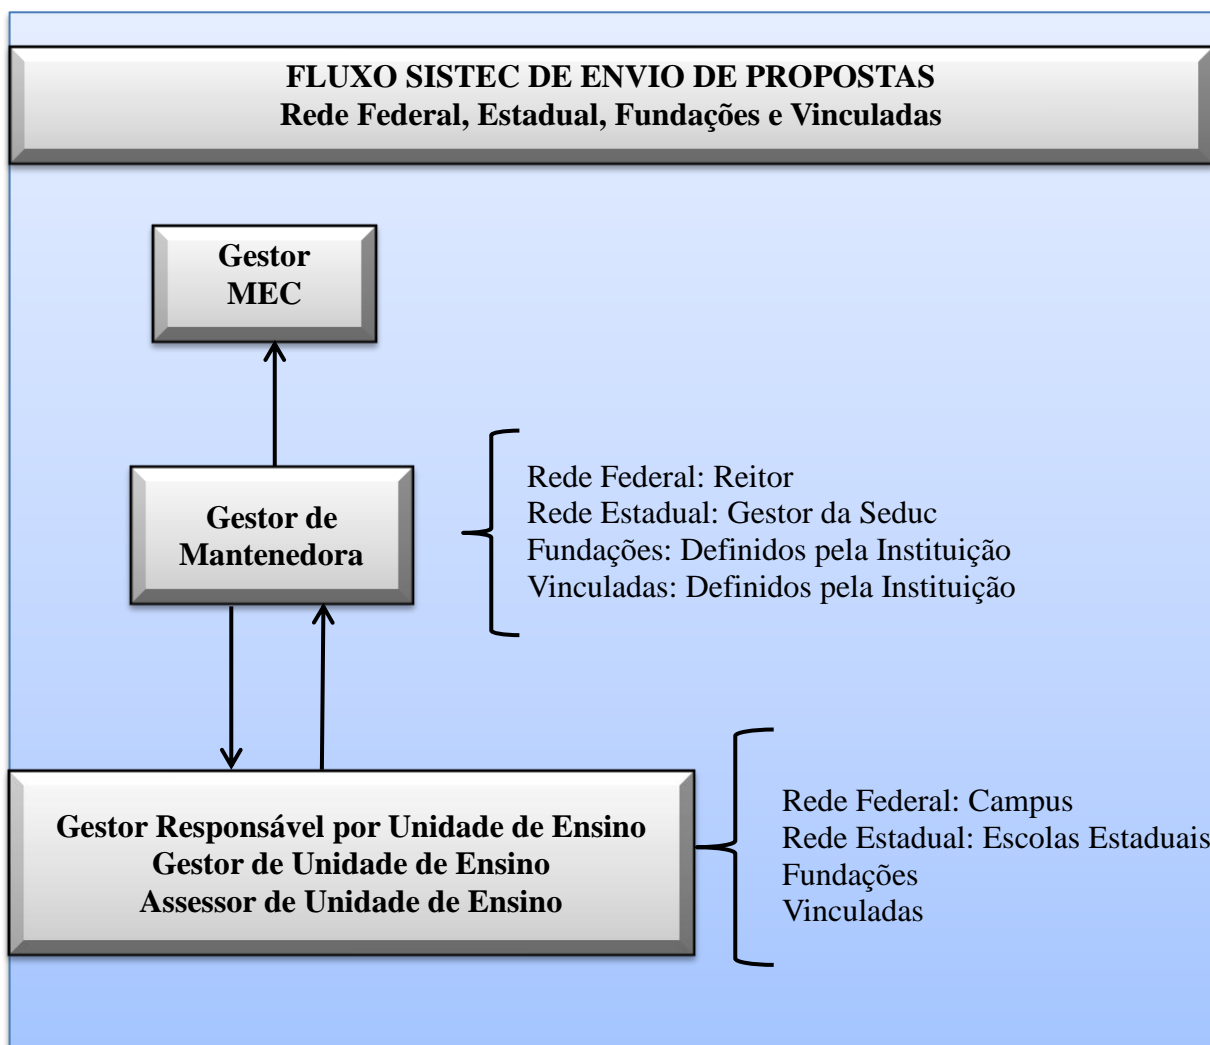 FLUXO SISTEC DE ENVIO DE PROPOSTAS
Rede Federal, Estadual, Fundações e Vinculadas
Gestor
MEC
Gestor de
Mantenedora
Rede Federal: Reitor
Rede Estadual: Gestor da Seduc
Fundações: Definidos pela Instituição
Vinculadas: Definidos pela Instituição
Gestor Responsável por Unidade de Ensino
Gestor de Unidade de Ensino
Assessor de Unidade de Ensino
Rede Federal: Campus
Rede Estadual: Escolas Estaduais
Fundações
Vinculadas